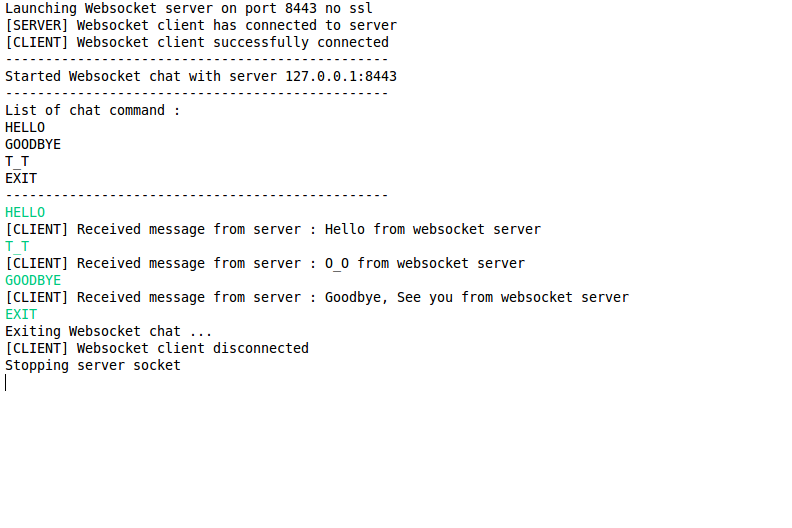 Launching Websocket server on port 8443 no ssl
[SERVER] Websocket client has connected to server
[CLIENT] Websocket client successfully connected
------------------------------------------------
Started Websocket chat with server 127.0.0.1:8443
------------------------------------------------
List of chat command :
HELLO
GOODBYE
T_T
EXIT
------------------------------------------------
HELLO
[CLIENT] Received message from server : Hello from websocket server
T_T
[CLIENT] Received message from server : O_O from websocket server
GOODBYE
[CLIENT] Received message from server : Goodbye, See you from websocket server
EXIT
Exiting Websocket chat ...
[CLIENT] Websocket client disconnected
Stopping server socket